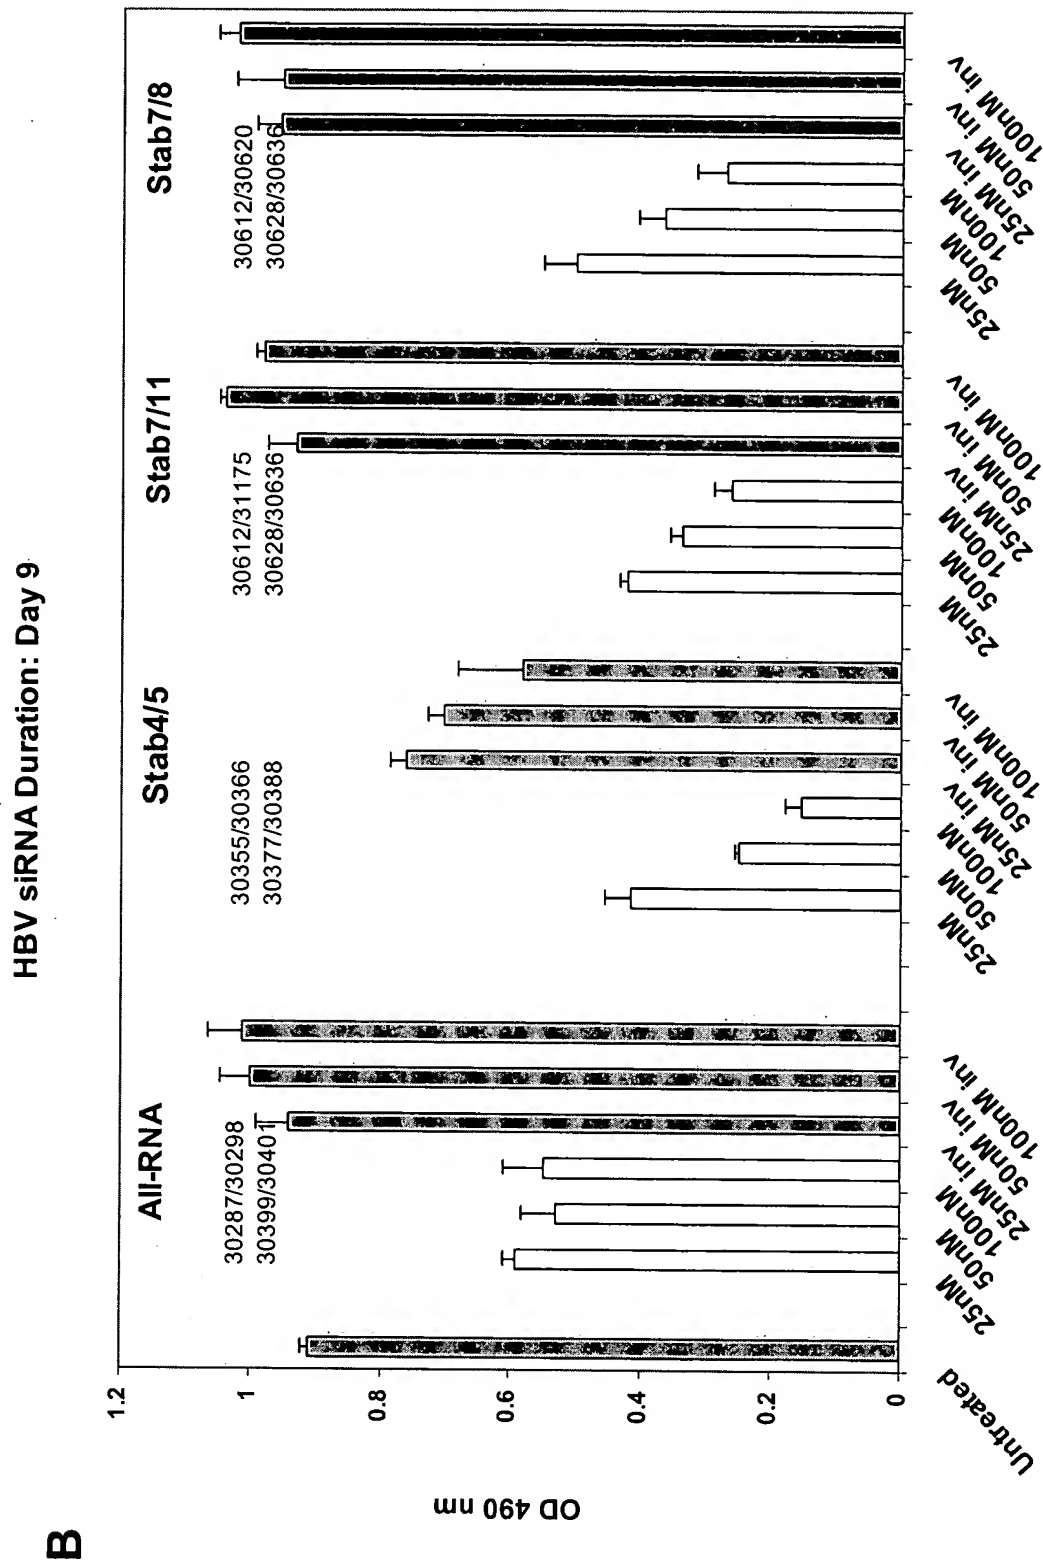 B
HBV siRNA Duration: Day 9
All-RNA
Stab4/5
Stab7/11
Stab7/8
30287/30298
30399/30401
30355/30366
30377/30388
30612/31175
30628/30636
30612/30620
30628/30636
OD 490 nm
1.2
1
0.8
0.6
0.4
0.2
0
Untreated
25nM
50nM
100nM
25nM inv
50nM inv
100nM inv
25nM
50nM
100nM
25nM inv
50nM inv
100nM inv
25nM
50nM
100nM
25nM inv
50nM inv
100nM inv
25nM
50nM
100nM
25nM inv
50nM inv
100nM inv